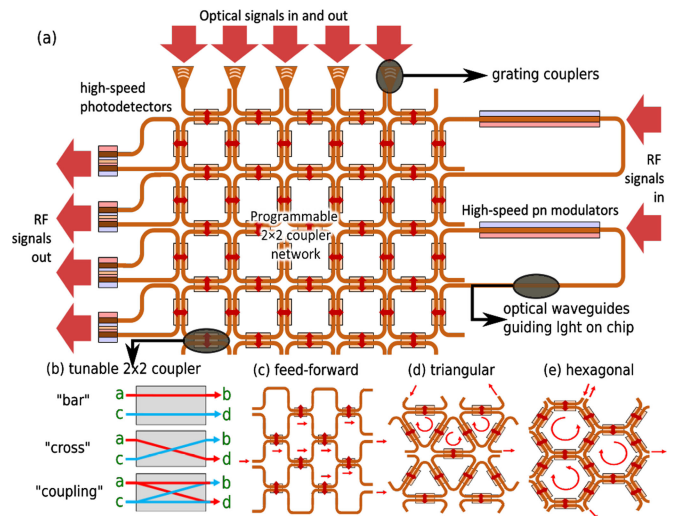 Optical signals in and out
(a)
grating couplers
high-speed
photodetectors
RF
signals
in
RF
signals
out
Programmable
2×2 coupler
network
High-speed pn modulators
optical waveguides
guiding lght on chip
(b) tunable 2x2 coupler
(c) feed-forward
(d) triangular
(e) hexagonal
"bar"
a
b
c
d
"cross"
a
b
c
d
"coupling"
a
b
c
d